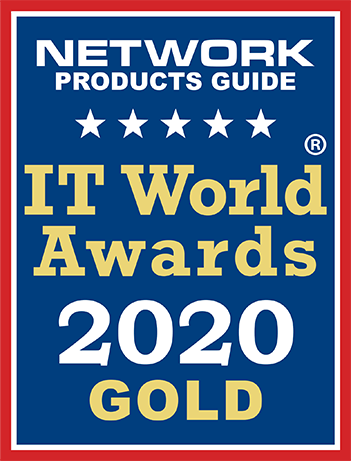 NETWORK
PRODUCTS GUIDE
®
IT World
Awards
2020
GOLD